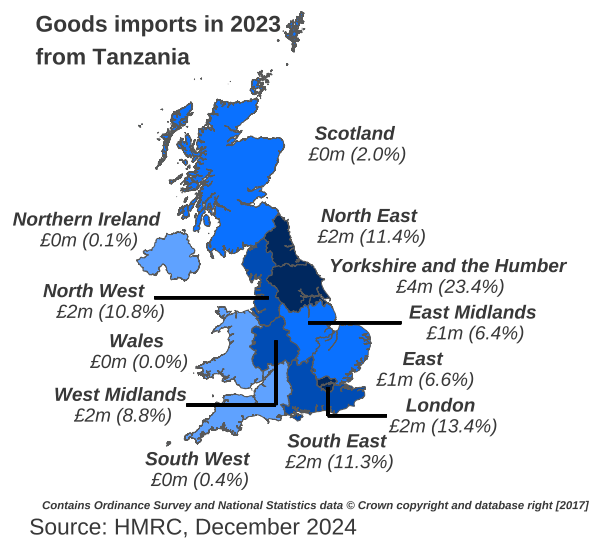 Goods imports in 2023
from Tanzania
Scotland
£0m (2.0%)
Northern Ireland
£0m (0.1%)
North East
£2m (11.4%)
Yorkshire and the Humber
£4m (23.4%)
North West
£2m (10.8%)
East Midlands
£1m (6.4%)
Wales
£0m (0.0%)
East
£1m (6.6%)
West Midlands
£2m (8.8%)
London
£2m (13.4%)
South East
£2m (11.3%)
South West
£0m (0.4%)
Contains Ordinance Survey and National Statistics data © Crown copyright and database right [2017]
Source: HMRC, December 2024